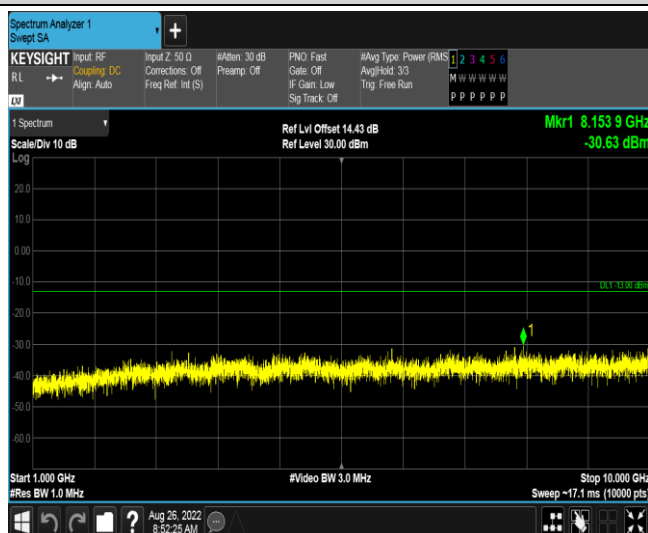 Spectrum Analyzer 1
Swept SA
+
KEYSIGHT
RL
LXI
Input: RF
Coupling: DC
Align: Auto
Input Z: 50 Ω
Corrections: Off
Freq Ref: Int (S)
#Atten: 30 dB
Preamp: Off
PNO: Fast
Gate: Off
IF Gain: Low
Sig Track: Off
#Avg Type: Power (RMS
Avg|Hold: 3/3
Trig: Free Run
1 2 3 4 5 6
M W W W W W
P P P P P P
1 Spectrum
Scale/Div 10 dB
Log
Ref Lvl Offset 14.43 dB
Ref Level 30.00 dBm
Mkr1 8.153 9 GHz
-30.63 dBm
20.0
10.0
0.00
-10.0
DL1 -13.00 dBm
-20.0
-30.0
1
-40.0
-50.0
-60.0
Start 1.000 GHz
#Res BW 1.0 MHz
#Video BW 3.0 MHz
Stop 10.000 GHz
Sweep ~17.1 ms (10000 pts)
?
Aug 26, 2022
8:52:25 AM